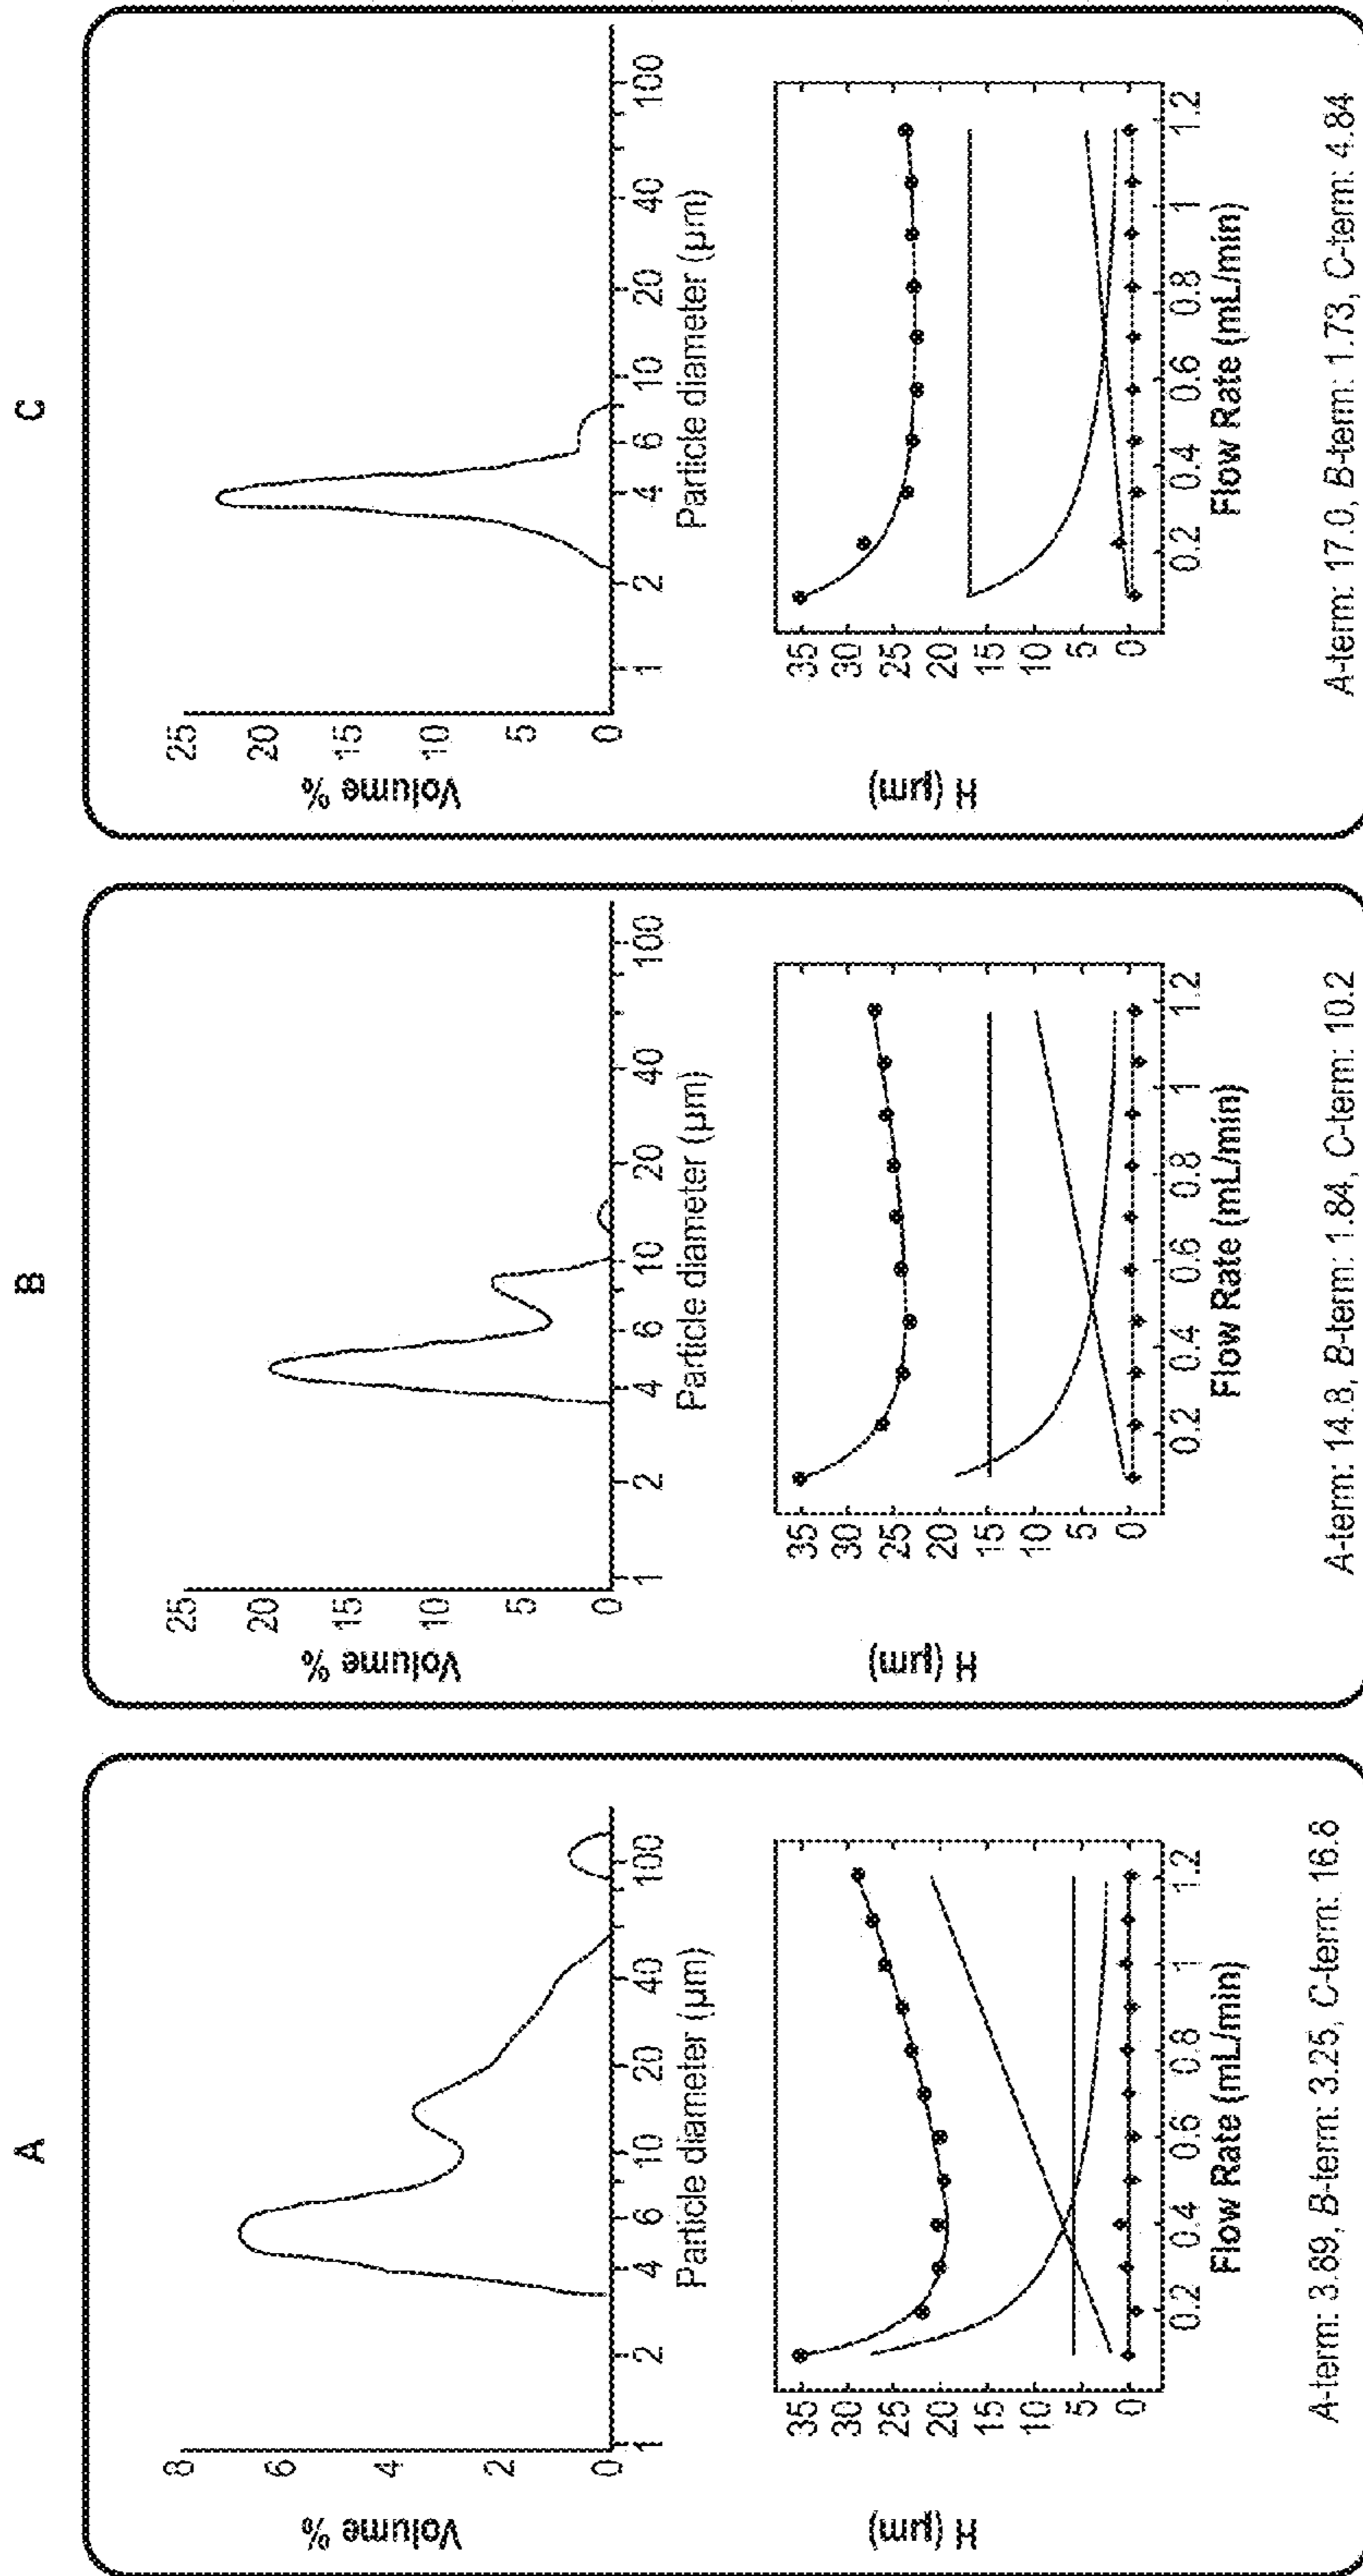 A
Volume %
8
6
4
2
0
1 2 4 6 10 20 40 100
Particle diameter (µm)
H (µm)
35
30
25
20
15
10
5
0
0.2 0.4 0.6 0.8 1 1.2
Flow Rate (mL/min)
A-term: 3.89, B-term: 3.25, C-term: 16.8
B
Volume %
25
20
15
10
5
0
1 2 4 6 10 20 40 100
Particle diameter (µm)
H (µm)
35
30
25
20
15
10
5
0
0.2 0.4 0.6 0.8 1 1.2
Flow Rate (mL/min)
A-term: 14.8, B-term: 1.84, C-term: 10.2
C
Volume %
25
20
15
10
5
0
1 2 4 6 10 20 40 100
Particle diameter (µm)
H (µm)
35
30
25
20
15
10
5
0
0.2 0.4 0.6 0.8 1 1.2
Flow Rate (mL/min)
A-term: 17.0, B-term: 1.73, C-term: 4.84